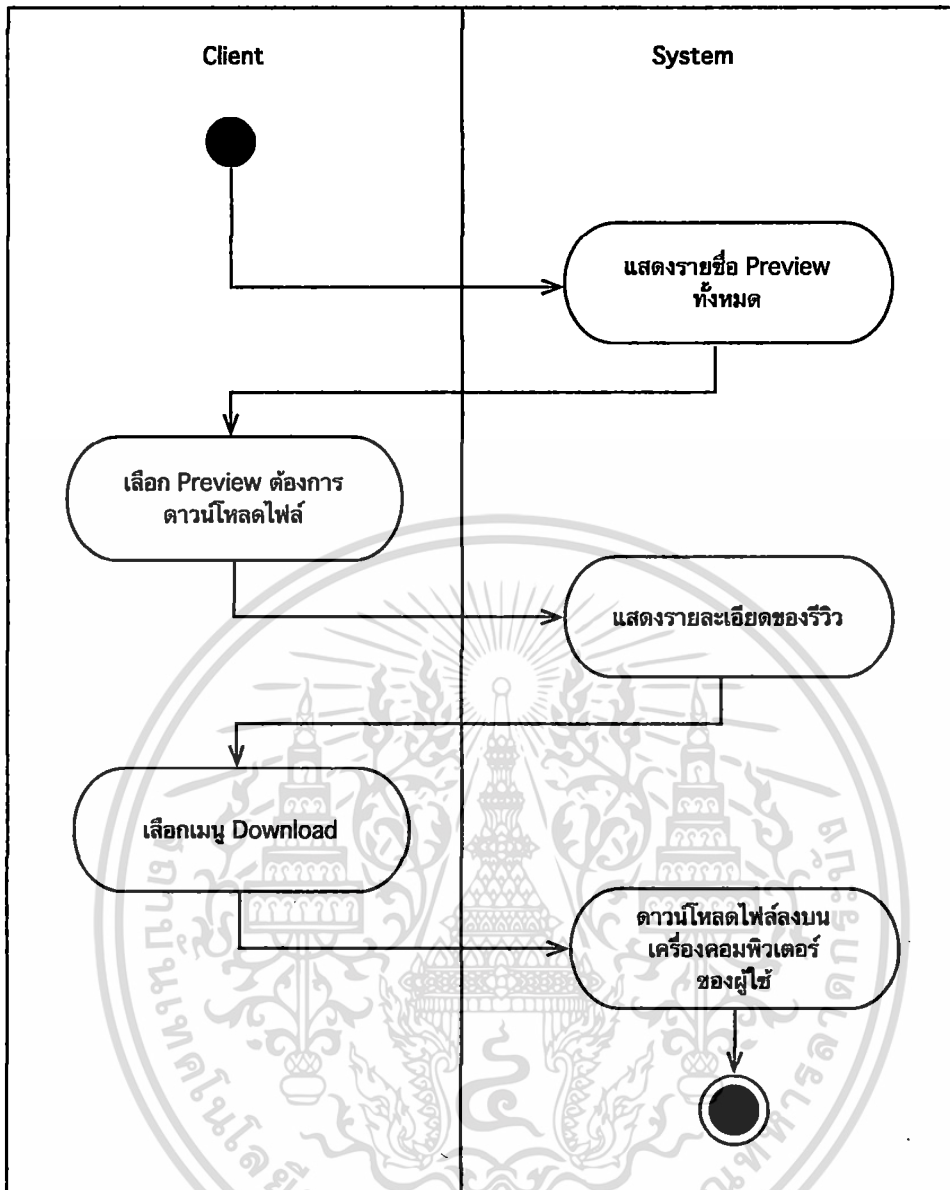 Client
System
แสดงรายชื่อ Preview
ทั้งหมด
เลือก Preview ต้องการ
ดาวน์โหลดไฟล์
แสดงรายละเอียดของรีวิว
เลือกเมนู Download
ดาวน์โหลดไฟล์ลงบน
เครื่องคอมพิวเตอร์
ของผู้ใช้